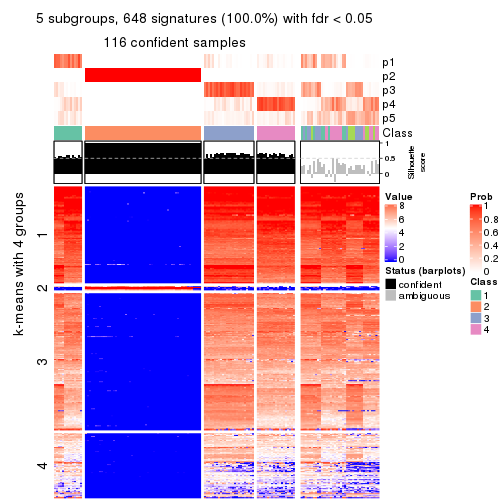 5 subgroups, 648 signatures (100.0%) with fdr < 0.05
116 confident samples
p1
p2
p3
p4
p5
Class
1
0.5
0
Silhouette
score
k-means with 4 groups
1
2
3
4
Value
8
6
4
2
0
Status (barplots)
confident
ambiguous
Prob
1
0.8
0.6
0.4
0.2
0
Class
1
2
3
4